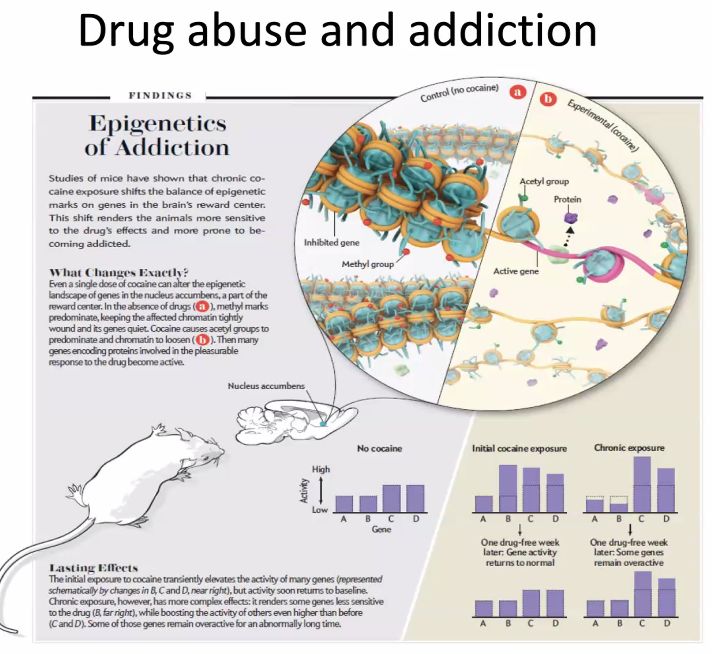 Drug abuse and addiction
FINDINGS
Epigenetics
of Addiction
Studies of mice have shown that chronic co-
caine exposure shifts the balance of epigenetic
marks on genes in the brain's reward center.
This shift renders the animals more sensitive
to the drug's effects and more prone to be-
coming addicted.
What Changes Exactly?
Even a single dose of cocaine can alter the epigenetic
landscape of genes in the nucleus accumbens, a part of the
reward center. In the absence of drugs (a), methyl marks
predominate, keeping the affected chromatin tightly
wound and its genes quiet. Cocaine causes acetyl groups to
predominate and chromatin to loosen (b). Then many
genes encoding proteins involved in the pleasurable
response to the drug become active.
Control (no cocaine) a
b Experimental (cocaine)
Inhibited gene
Methyl group
Acetyl group
Protein
Active gene
Nucleus accumbens
No cocaine
High
Activity
Low
A B C D
Gene
Initial cocaine exposure
A B C D
One drug-free week
later: Gene activity
returns to normal
A B C D
Chronic exposure
A B C D
One drug-free week
later: Some genes
remain overactive
A B C D
Lasting Effects
The initial exposure to cocaine transiently elevates the activity of many genes (represented
schematically by changes in B, C and D, near right), but activity soon returns to baseline.
Chronic exposure, however, has more complex effects: it renders some genes less sensitive
to the drug (B, far right), while boosting the activity of others even higher than before
(C and D). Some of those genes remain overactive for an abnormally long time.